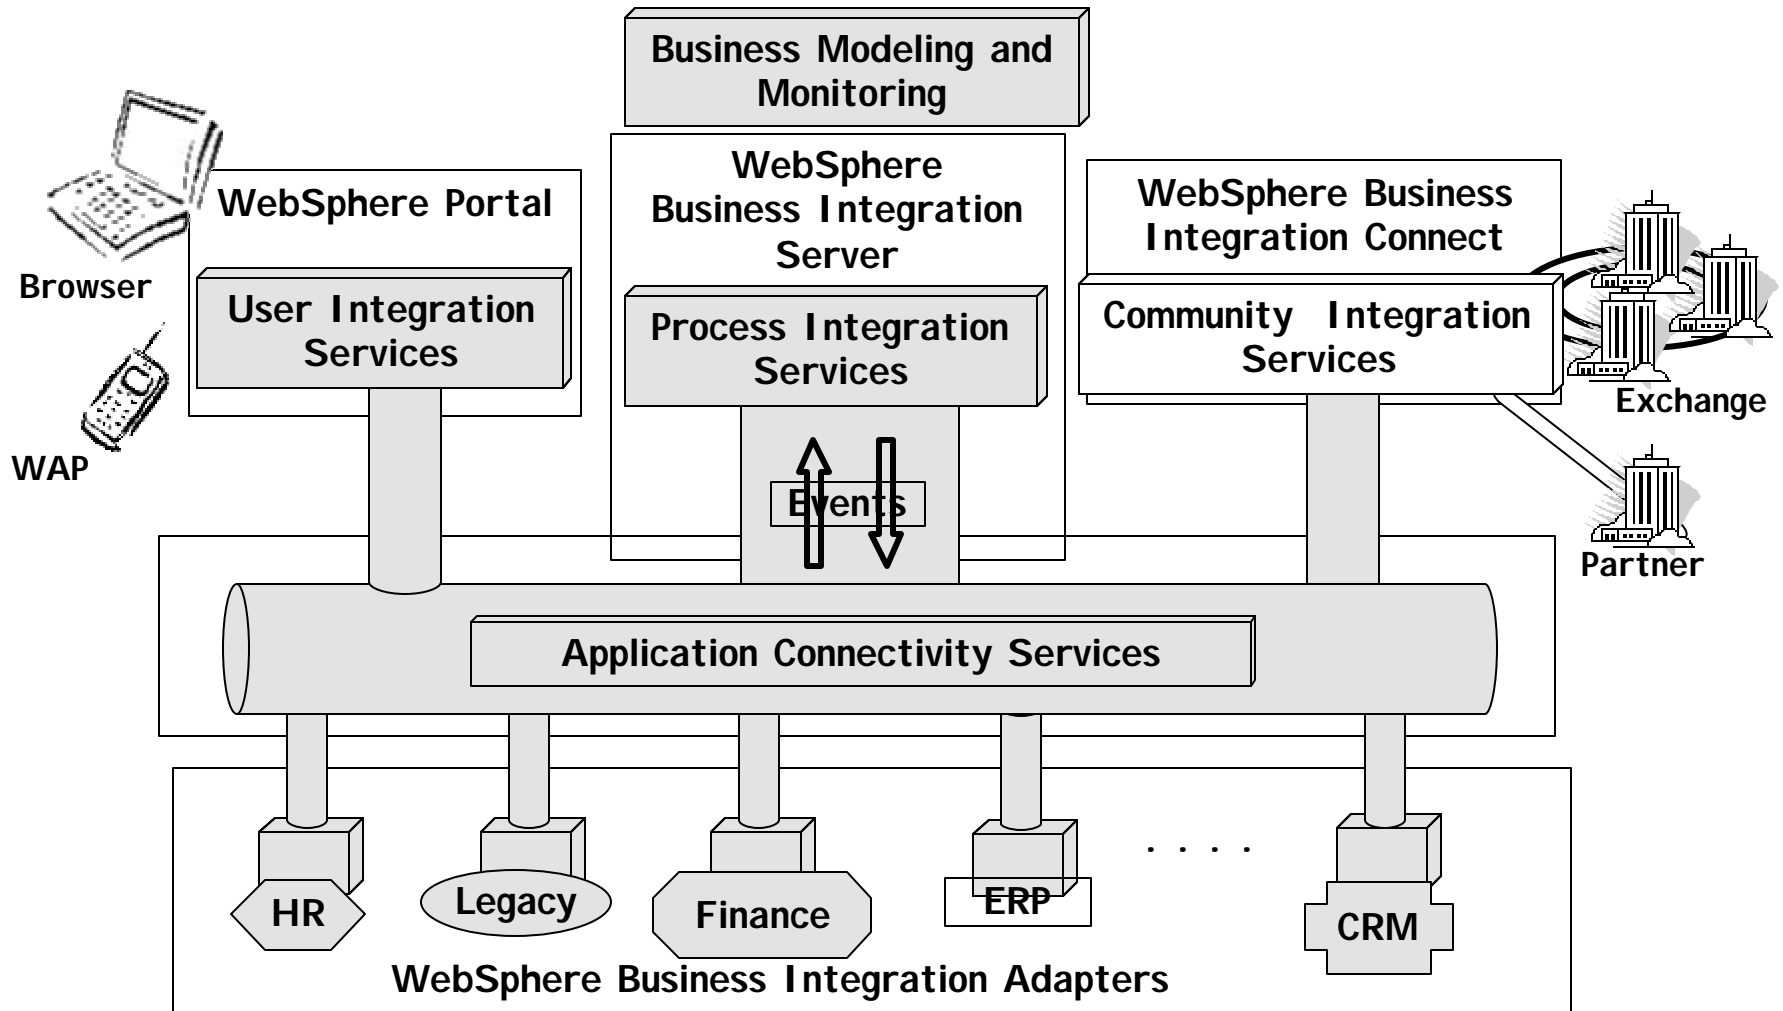 Business Modeling and
Monitoring
WebSphere
Business Integration
Server
WebSphere Portal
WebSphere Business
Integration Connect
Browser
User Integration
Services
Process Integration
Services
Community Integration
Services
Exchange
WAP
Events
Partner
Application Connectivity Services
. . . .
HR
Legacy
Finance
ERP
CRM
WebSphere Business Integration Adapters